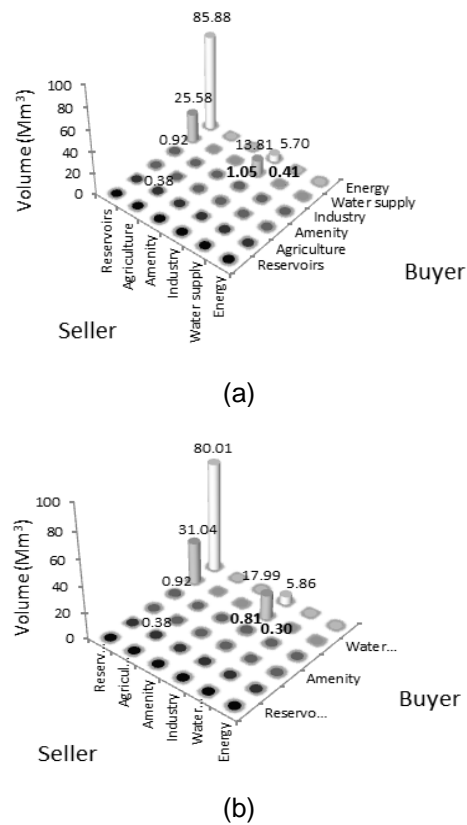 85.88
100
25.58
80
0.92
13.81
5.70
60
1.05 0.41
40
0.38
20
0
Volume (Mm³)
Energy
Water supply
Industry
Amenity
Agriculture
Reservoirs
Reservoirs
Agriculture
Amenity
Industry
Water supply
Energy
Buyer
Seller
(a)
80.01
100
31.04
80
0.92
17.99
5.86
60
0.81
0.30
40
0.38
20
0
Volume (Mm³)
Water...
Amenity
Reservo...
Reserv...
Agricul...
Amenity
Industry
Water...
Energy
Buyer
Seller
(b)